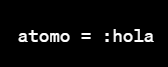 atomo = :hola